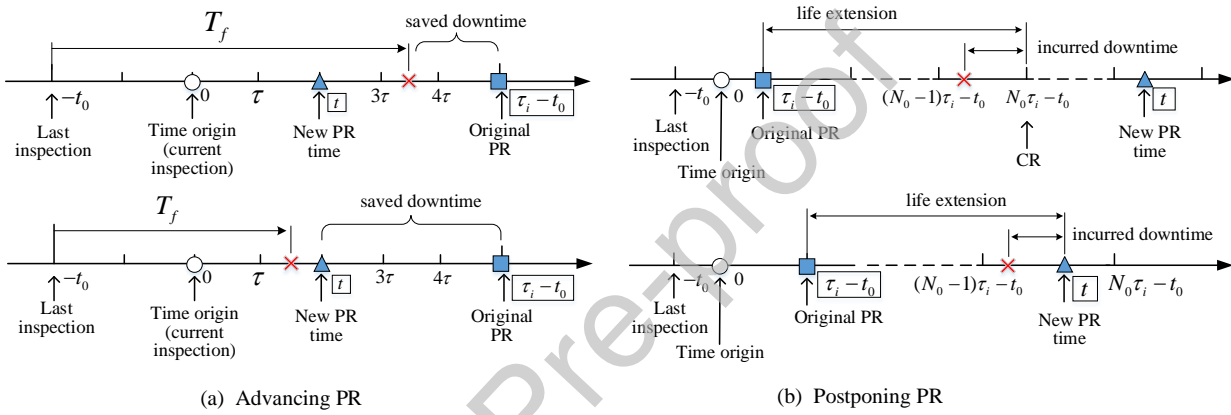 T_f
saved downtime
−t_0
0
τ
t
3τ
4τ
τ_i − t_0
Last
inspection
Time origin
(current
inspection)
New PR
time
Original
PR
T_f
saved downtime
−t_0
0
τ
t
3τ
4τ
τ_i − t_0
Last
inspection
Time origin
(current
inspection)
New PR
time
Original
PR
(a) Advancing PR
life extension
incurred downtime
−t_0
0
τ_i − t_0
(N_0−1)τ_i − t_0
N_0τ_i − t_0
t
Last
inspection
Original PR
Time origin
CR
New PR
time
life extension
incurred downtime
−t_0
0
τ_i − t_0
(N_0−1)τ_i − t_0
t
N_0τ_i − t_0
Last
inspection
Original PR
Time origin
New PR
time
(b) Postponing PR
Pre-proof